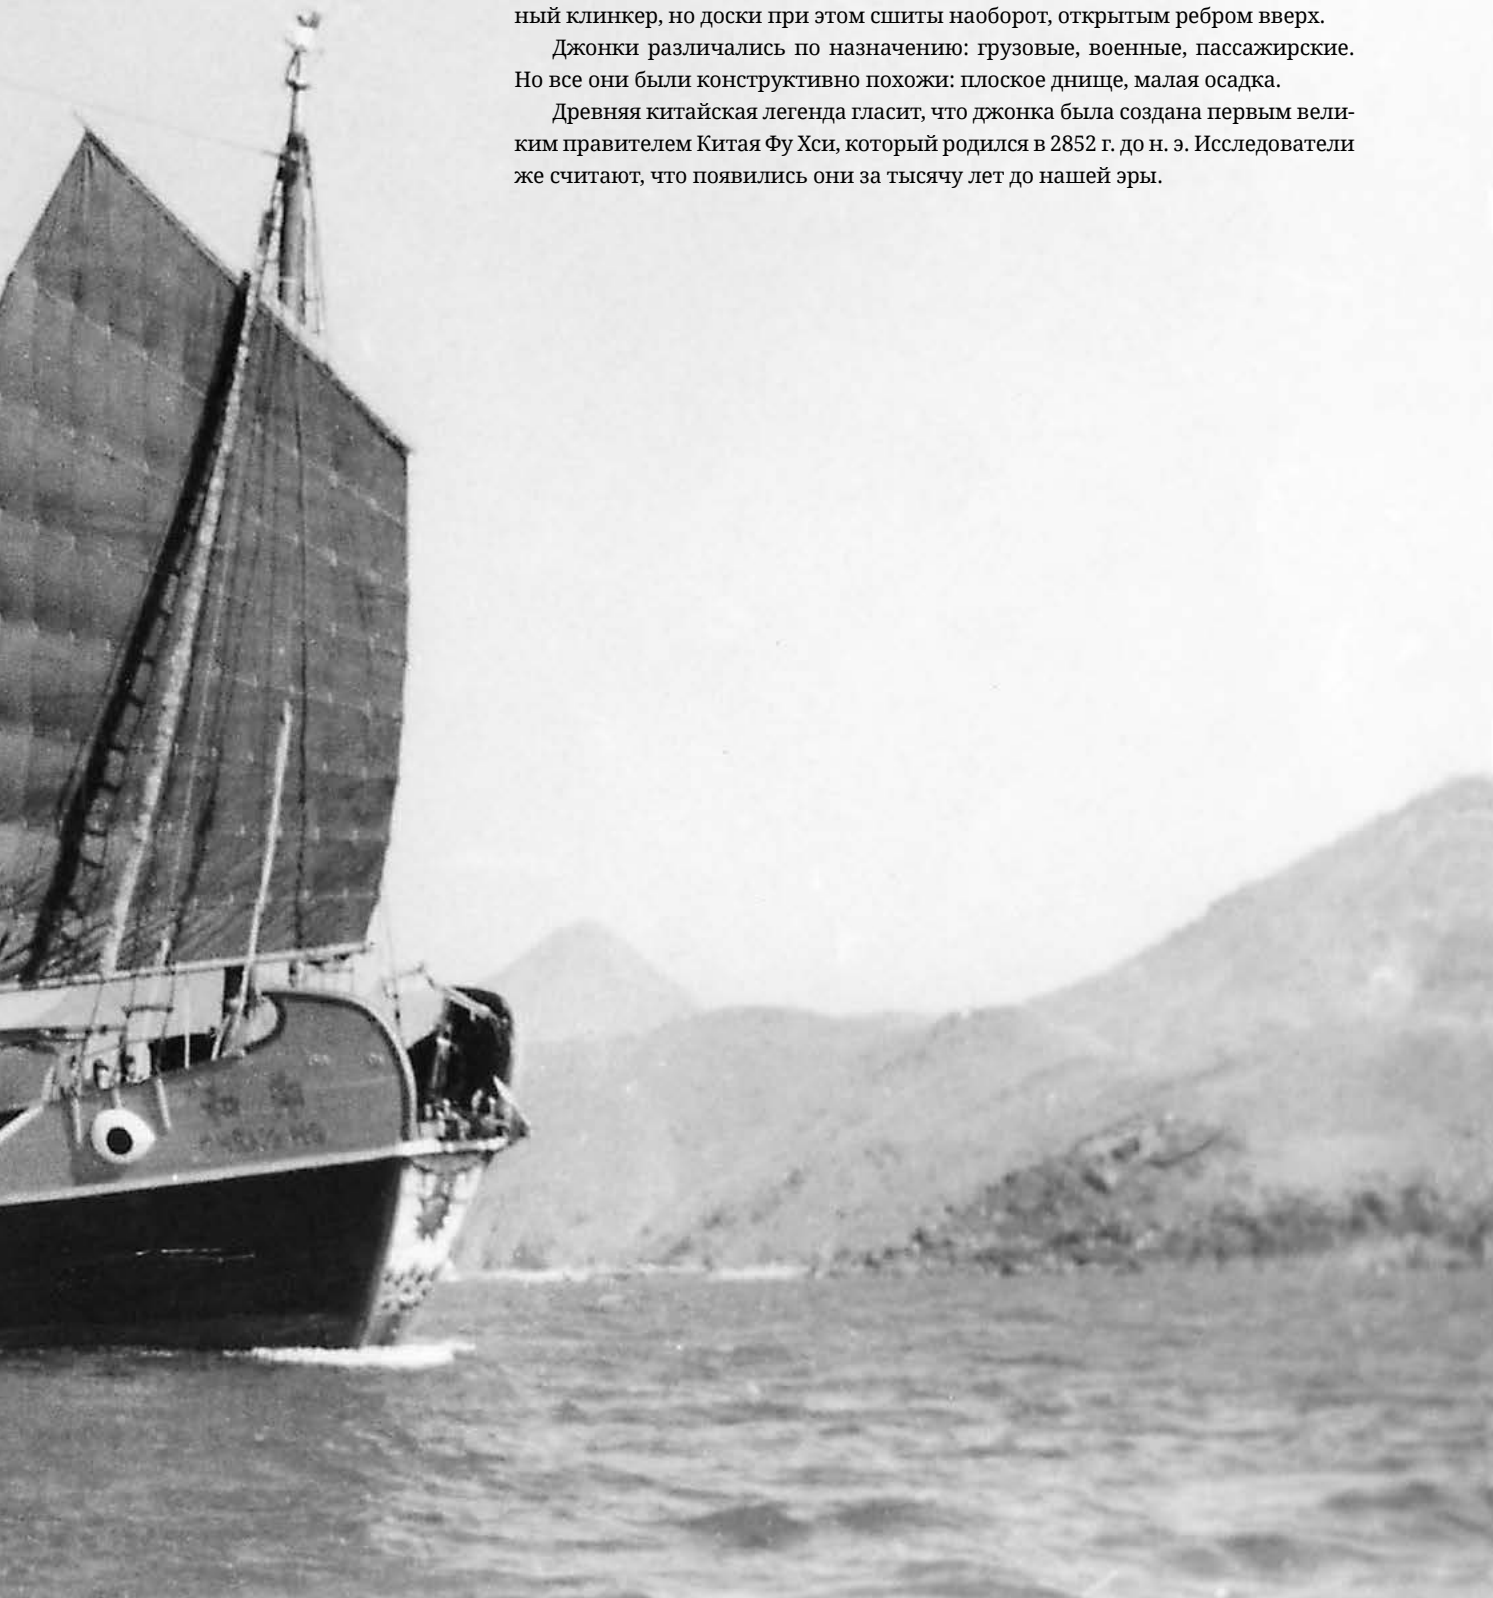 ный клинкер, но доски при этом сшиты наоборот, открытым ребром вверх.
Джонки различались по назначению: грузовые, военные, пассажирские.
Но все они были конструктивно похожи: плоское днище, малая осадка.
Древняя китайская легенда гласит, что джонка была создана первым вели-
ким правителем Китая Фу Хси, который родился в 2852 г. до н. э. Исследователи
же считают, что появились они за тысячу лет до нашей эры.